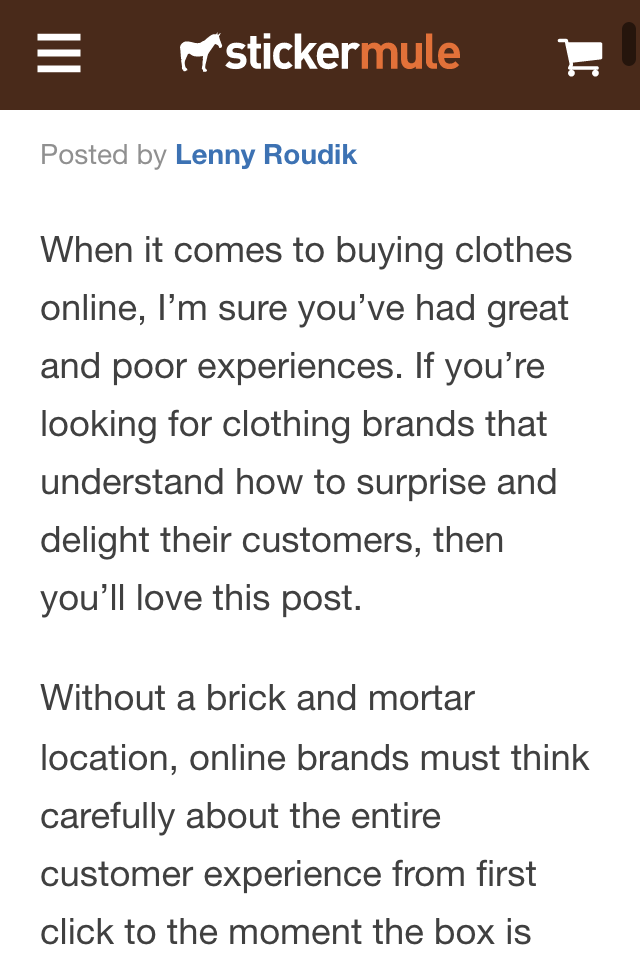 stickermule
Posted by Lenny Roudik
When it comes to buying clothes
online, I’m sure you’ve had great
and poor experiences. If you’re
looking for clothing brands that
understand how to surprise and
delight their customers, then
you’ll love this post.
Without a brick and mortar
location, online brands must think
carefully about the entire
customer experience from first
click to the moment the box is